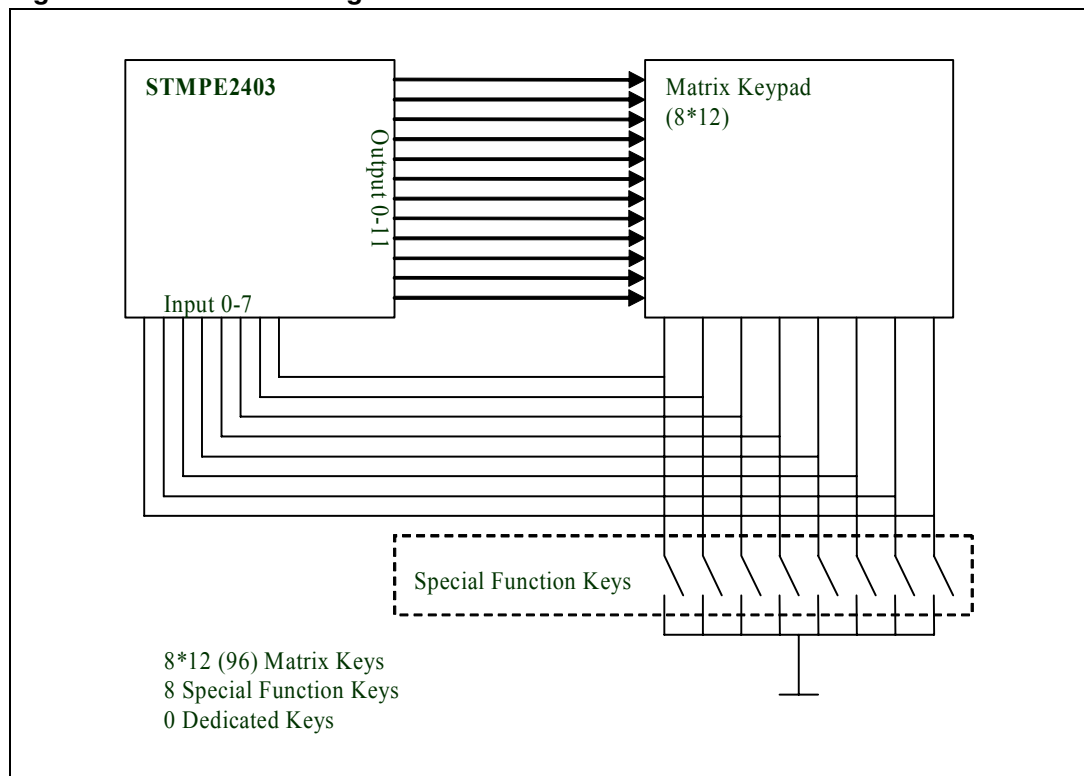 STMPE2403
Matrix Keypad
(8*12)
Output 0-11
Input 0-7
Special Function Keys
8*12 (96) Matrix Keys
8 Special Function Keys
0 Dedicated Keys